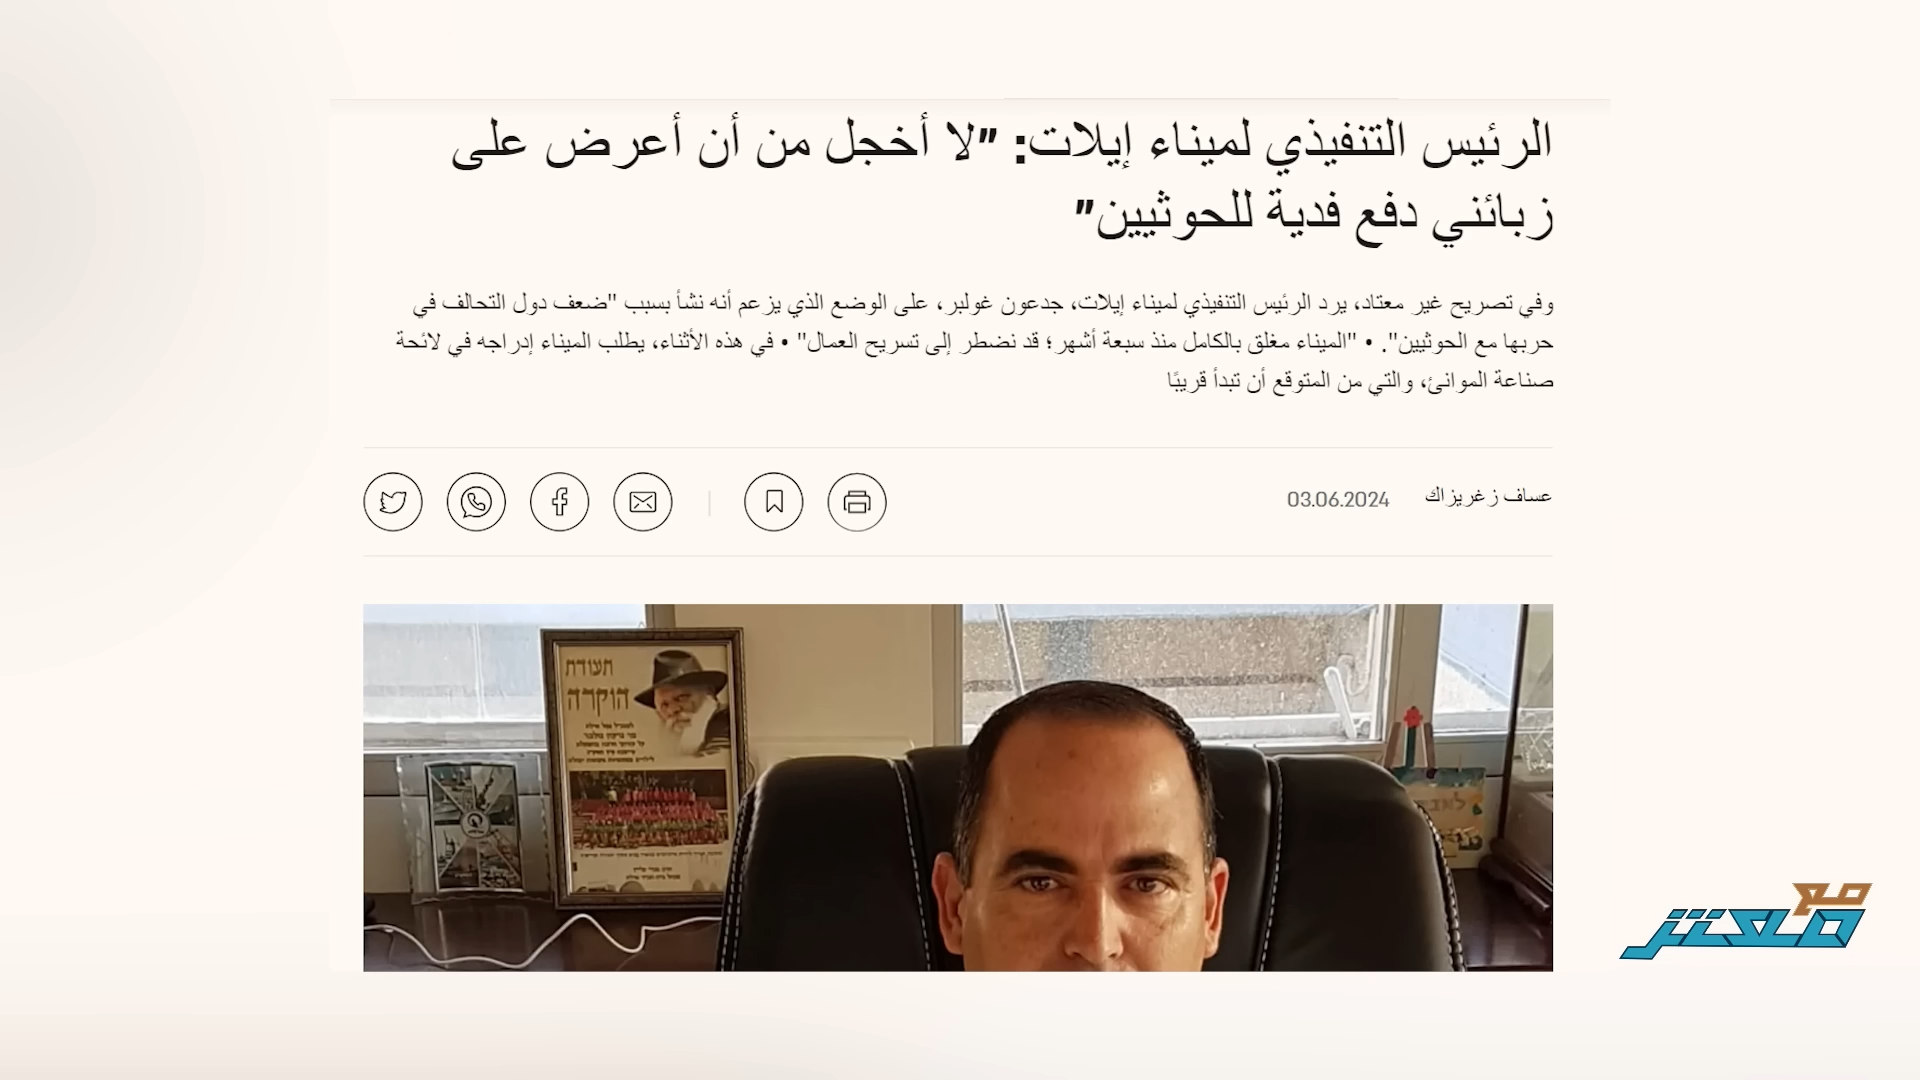 الرئيس التنفيذي لميناء إيلات: "لا أخجل من أن أعرض على
زبائنني دفع فدية للحوثيين"
وفي تصريح غير معتاد، يرد الرئيس التنفيذي لميناء إيلات، جدعون غولبر، على الوضع الذي يزعم أنه نشأ بسبب "ضعف دول التحالف في
حربها مع الحوثيين". • "الميناء مغلق بالكامل منذ سبعة أشهر؛ قد نضطر إلى تسريح العمال" • في هذه الأثناء، يطلب الميناء إدراجه في لائحة
صناعة الموانئ، والتي من المتوقع أن تبدأ قريبًا
عساف زغريزاك 03.06.2024
תעודת
הוקרה
مع
معتز